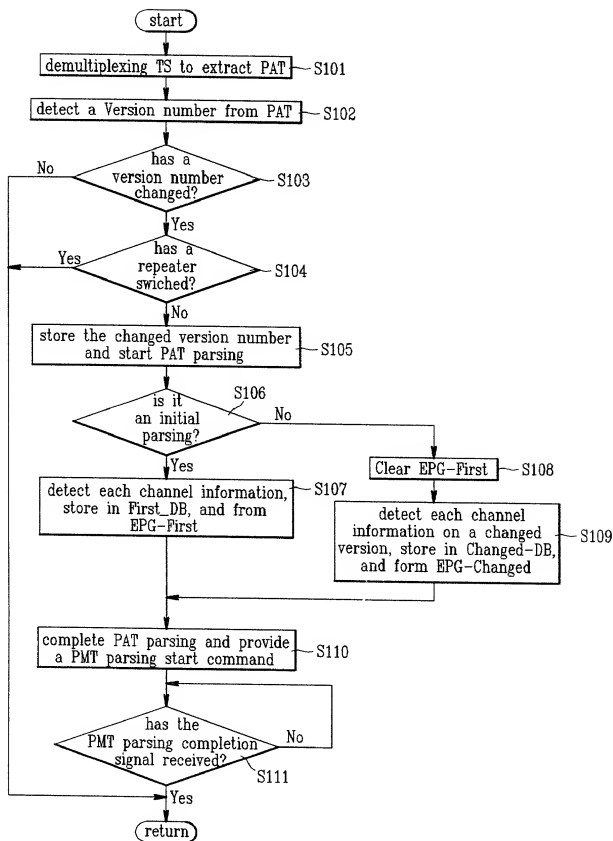 start
demultiplexing TS to extract PAT
S101
detect a Version number from PAT
S102
has a
version number
changed?
No
S103
Yes
has a
repeater
swiched?
Yes
S104
No
store the changed version number
and start PAT parsing
S105
is it
an initial
parsing?
S106
No
Yes
Clear EPG-First
S108
detect each channel information,
store in First_DB, and from
EPG-First
S107
detect each channel
information on a changed
version, store in Changed-DB,
and form EPG-Changed
S109
complete PAT parsing and provide
a PMT parsing start command
S110
has the
PMT parsing completion
signal received?
No
S111
Yes
return